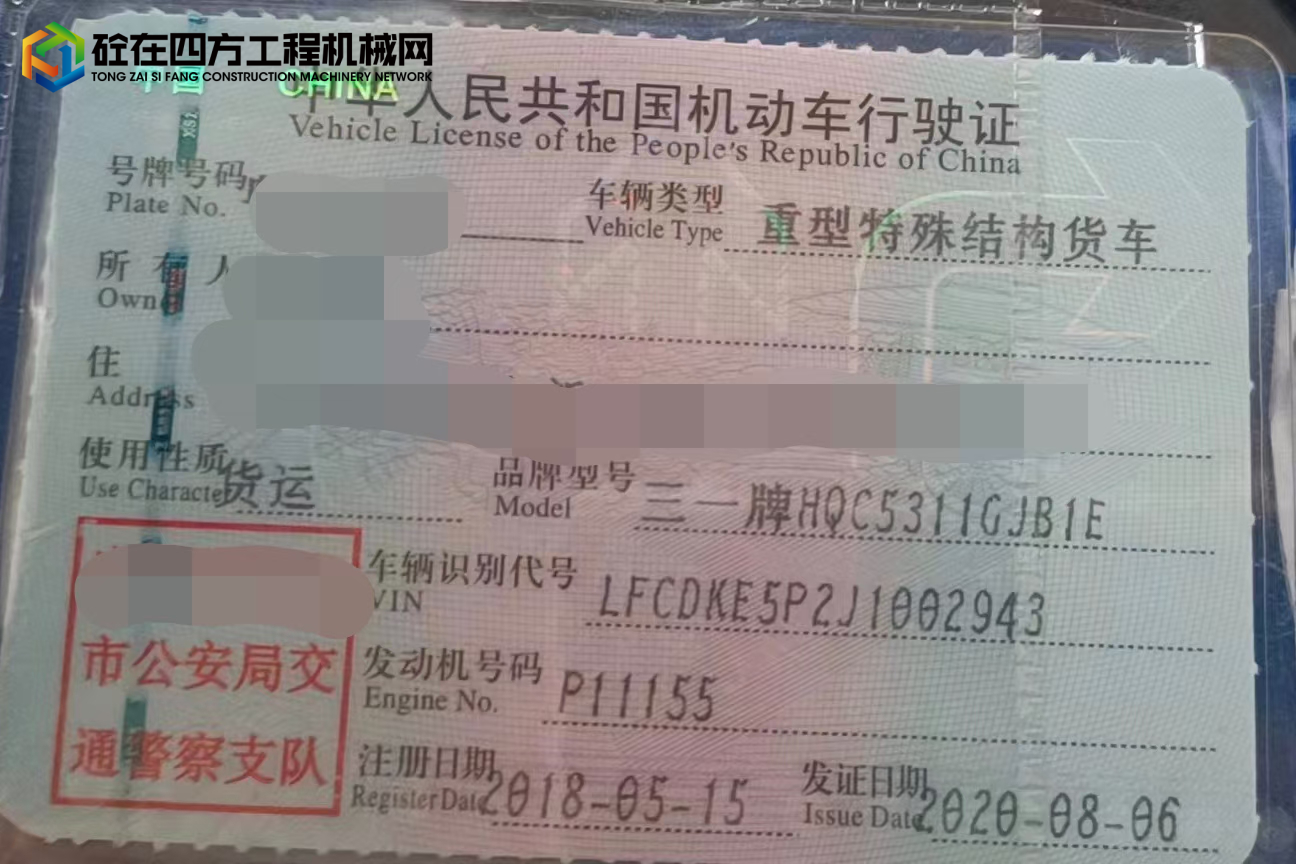 砼在四方工程机械网
TONG ZAI SI FANG CONSTRUCTION MACHINERY NETWORK
中国 CHINA
中华人民共和国机动车行驶证
Vehicle License of the People's Republic of China
号牌号码
Plate No.
车辆类型 重型特殊结构货车
Vehicle Type
所有人
Owner
住
Address
使用性质 货运
Use Character
品牌型号 三一牌HQC5311GJB1E
Model
车辆识别代号 LFCDKE5P2J1002943
VIN
市公安局交
通警察支队
发动机号码 P11155
Engine No.
注册日期 2018-05-15
Register Date
发证日期 2020-08-06
Issue Date